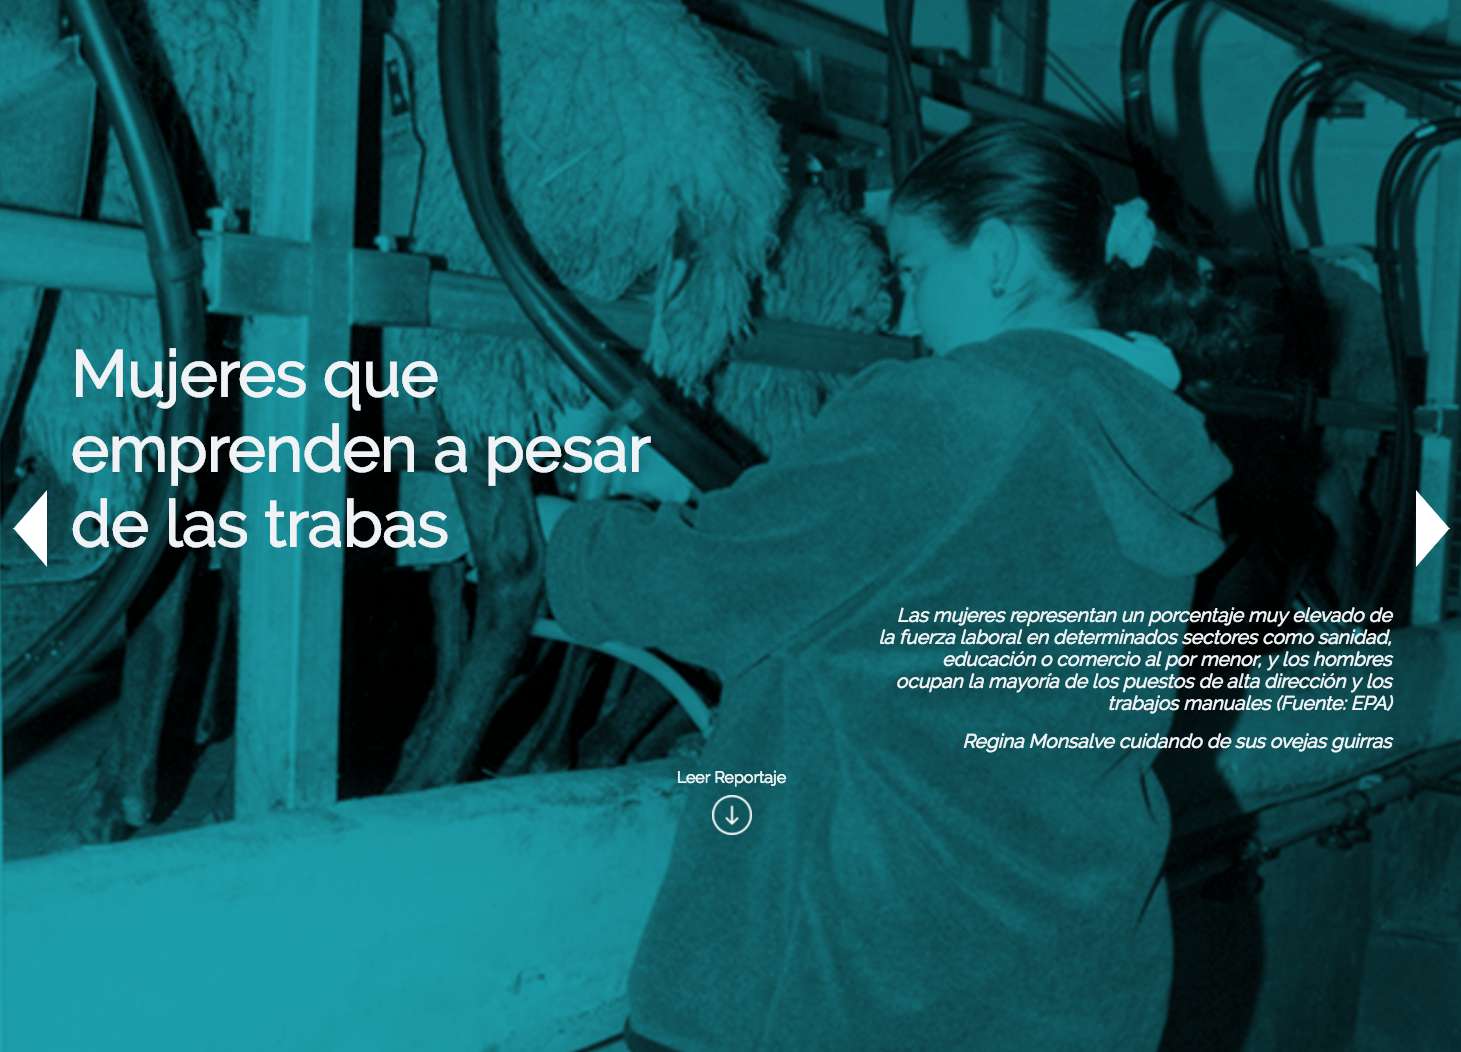 Mujeres que
emprenden a pesar
de las trabas
Las mujeres representan un porcentaje muy elevado de
la fuerza laboral en determinados sectores como sanidad,
educación o comercio al por menor, y los hombres
ocupan la mayoría de los puestos de alta dirección y los
trabajos manuales (Fuente: EPA)
Regina Monsalve cuidando de sus ovejas guirras
Leer Reportaje